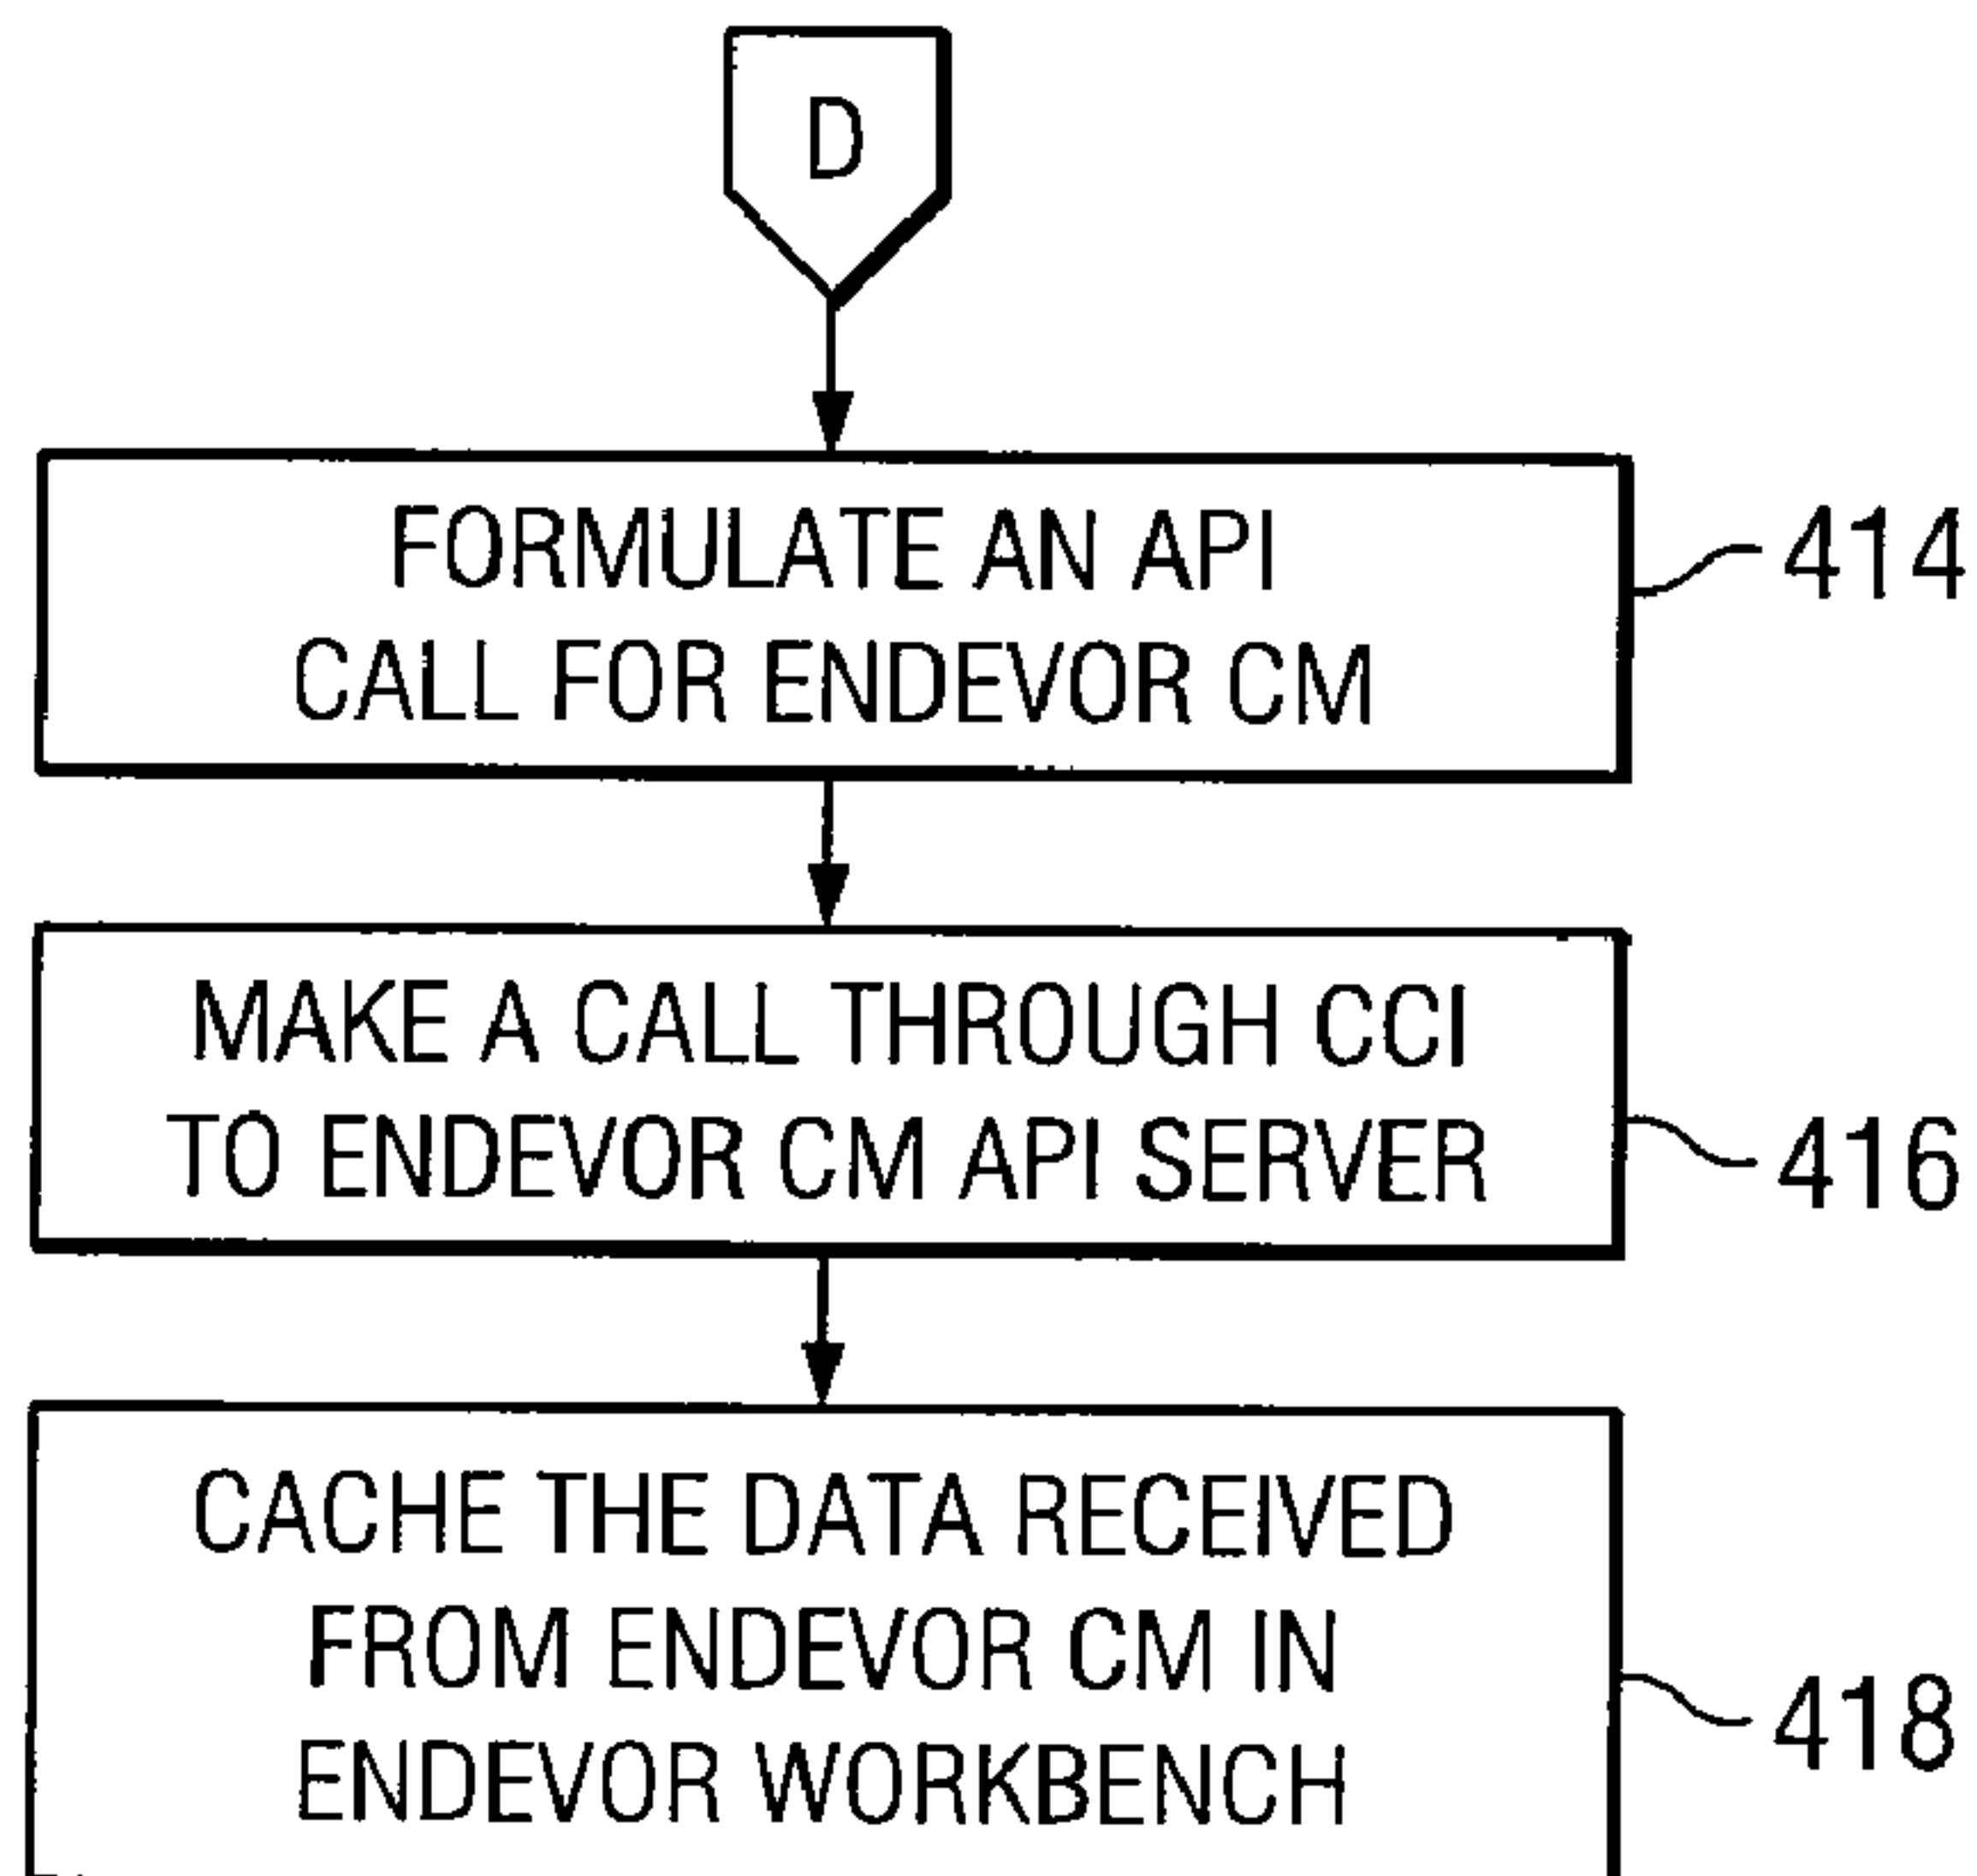 D
FORMULATE AN API
CALL FOR ENDEVOR CM
414
MAKE A CALL THROUGH CCI
TO ENDEVOR CM API SERVER
416
CACHE THE DATA RECEIVED
FROM ENDEVOR CM IN
ENDEVOR WORKBENCH
418